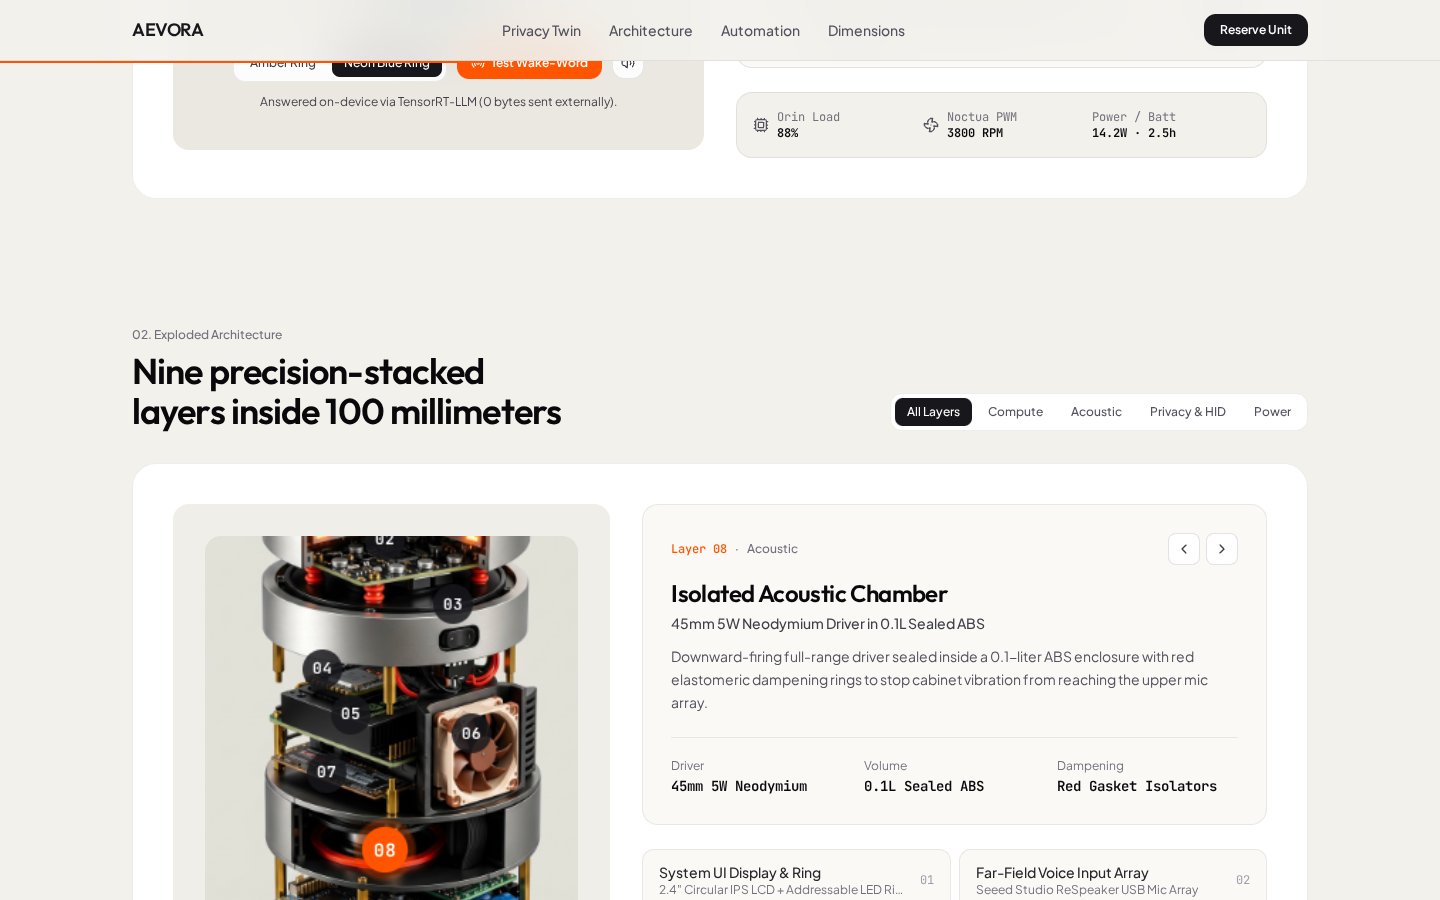 AEVORA
Privacy Twin
Architecture
Automation
Dimensions
Reserve Unit
Amber Ring
Neon Blue Ring
Test Wake-Word
Answered on-device via TensorRT-LLM (0 bytes sent externally).
Orin Load
88%
Noctua PWM
3800 RPM
Power / Batt
14.2W · 2.5h
02. Exploded Architecture
Nine precision-stacked
layers inside 100 millimeters
All Layers
Compute
Acoustic
Privacy & HID
Power
02
03
04
05
06
07
08
Layer 08 · Acoustic
Isolated Acoustic Chamber
45mm 5W Neodymium Driver in 0.1L Sealed ABS
Downward-firing full-range driver sealed inside a 0.1-liter ABS enclosure with red
elastomeric dampening rings to stop cabinet vibration from reaching the upper mic
array.
Driver
45mm 5W Neodymium
Volume
0.1L Sealed ABS
Dampening
Red Gasket Isolators
System UI Display & Ring
2.4" Circular IPS LCD + Addressable LED Ri...
01
Far-Field Voice Input Array
Seeed Studio ReSpeaker USB Mic Array
02